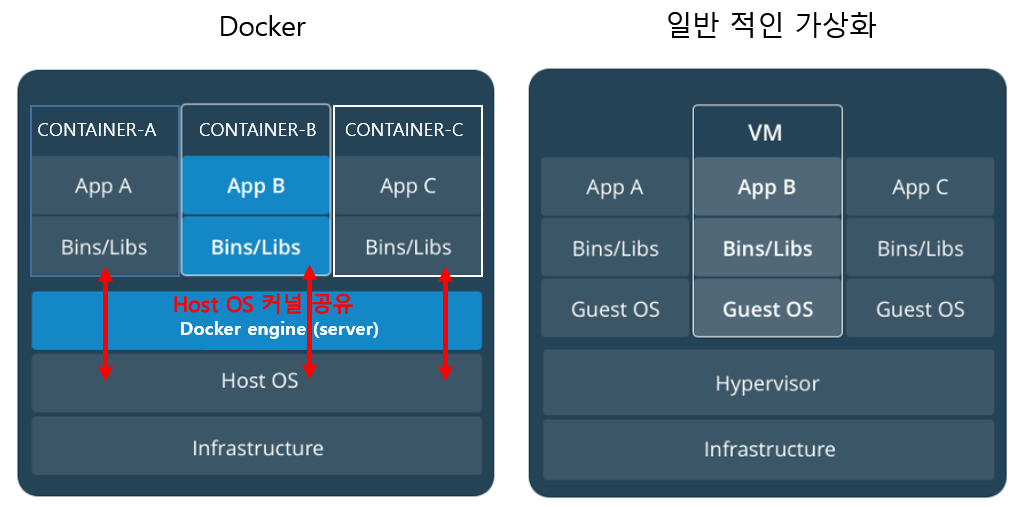 Docker
CONTAINER-A
CONTAINER-B
CONTAINER-C
App A
App B
App C
Bins/Libs
Bins/Libs
Bins/Libs
Host OS 커널 공유
Docker engine (server)
Host OS
Infrastructure
일반 적인 가상화
VM
App A
App B
App C
Bins/Libs
Bins/Libs
Bins/Libs
Guest OS
Guest OS
Guest OS
Hypervisor
Infrastructure